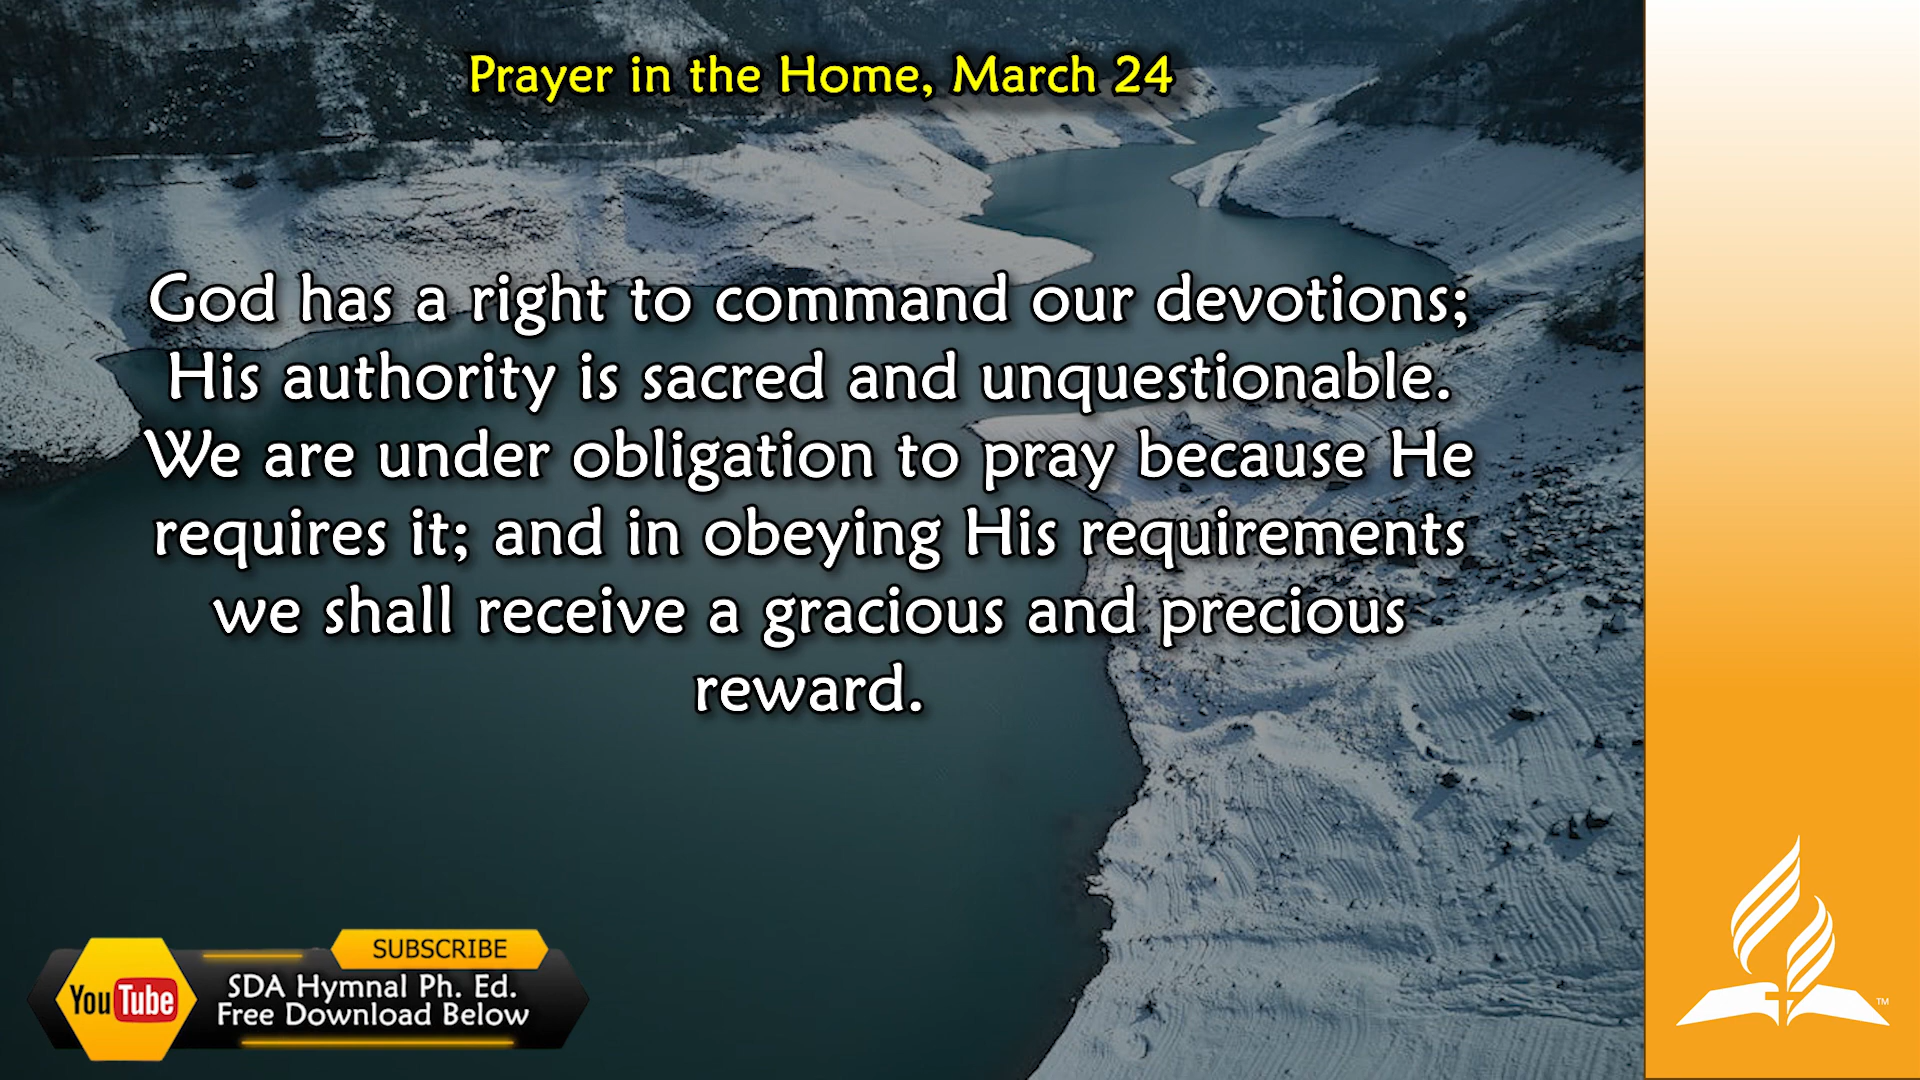 Prayer in the Home, March 24
God has a right to command our devotions;
His authority is sacred and unquestionable.
We are under obligation to pray because He
requires it; and in obeying His requirements
we shall receive a gracious and precious
reward.
SUBSCRIBE
YouTube
SDA Hymnal Ph. Ed.
Free Download Below
TM